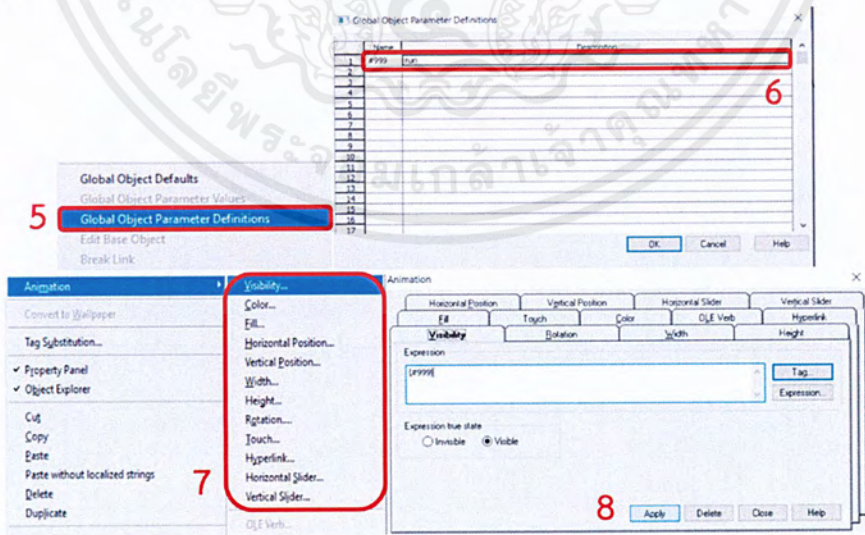 Global Object Parameter Definitions
Name Description
1 #999 run
2
3
4
5
6
7
8
9
10
11
12
13
14
15
16
17
6
OK Cancel Help
Global Object Defaults
Global Object Parameter Values
5 Global Object Parameter Definitions
Edit Base Object
Break Link
Animation
Convert to Wallpaper
Tag Substitution...
Property Panel
Object Explorer
Cut
Copy
Paste
Paste without localized strings
Delete
Duplicate
7
Visibility...
Color...
Fill...
Horizontal Position...
Vertical Position...
Width...
Height...
Rotation...
Touch...
Hyperlink...
Horizontal Slider...
Vertical Slider...
OLE Verb...
Animation
Horizontal Position Vertical Position Horizontal Slider Vertical Slider
Fill Touch Color OLE Verb Hyperlink
Visibility Rotation Width Height
Expression
[#999]
Tag...
Expression...
Expression true state
Invisible Visible
8 Apply Delete Close Help